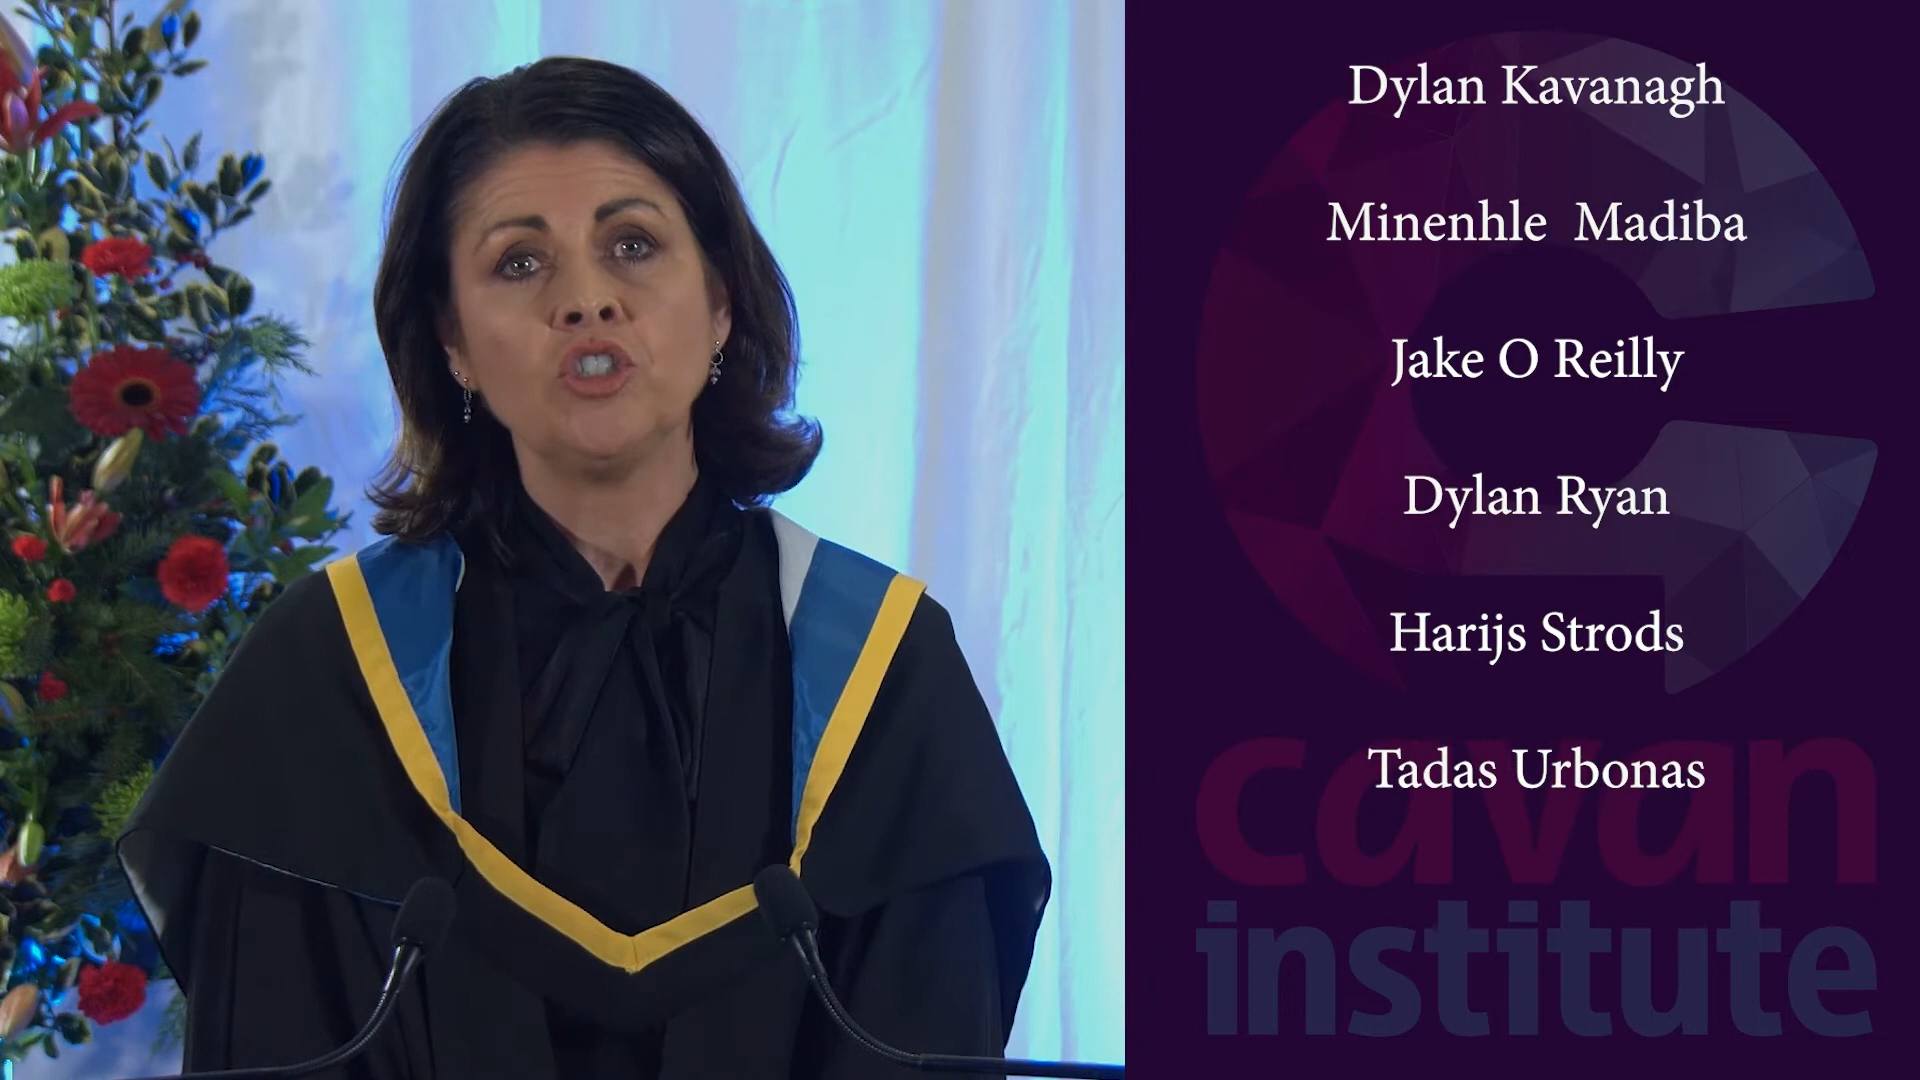 Dylan Kavanagh
Minenhle  Madiba
Jake O Reilly
Dylan Ryan
Harijs Strods
Tadas Urbonas
cavan
institute